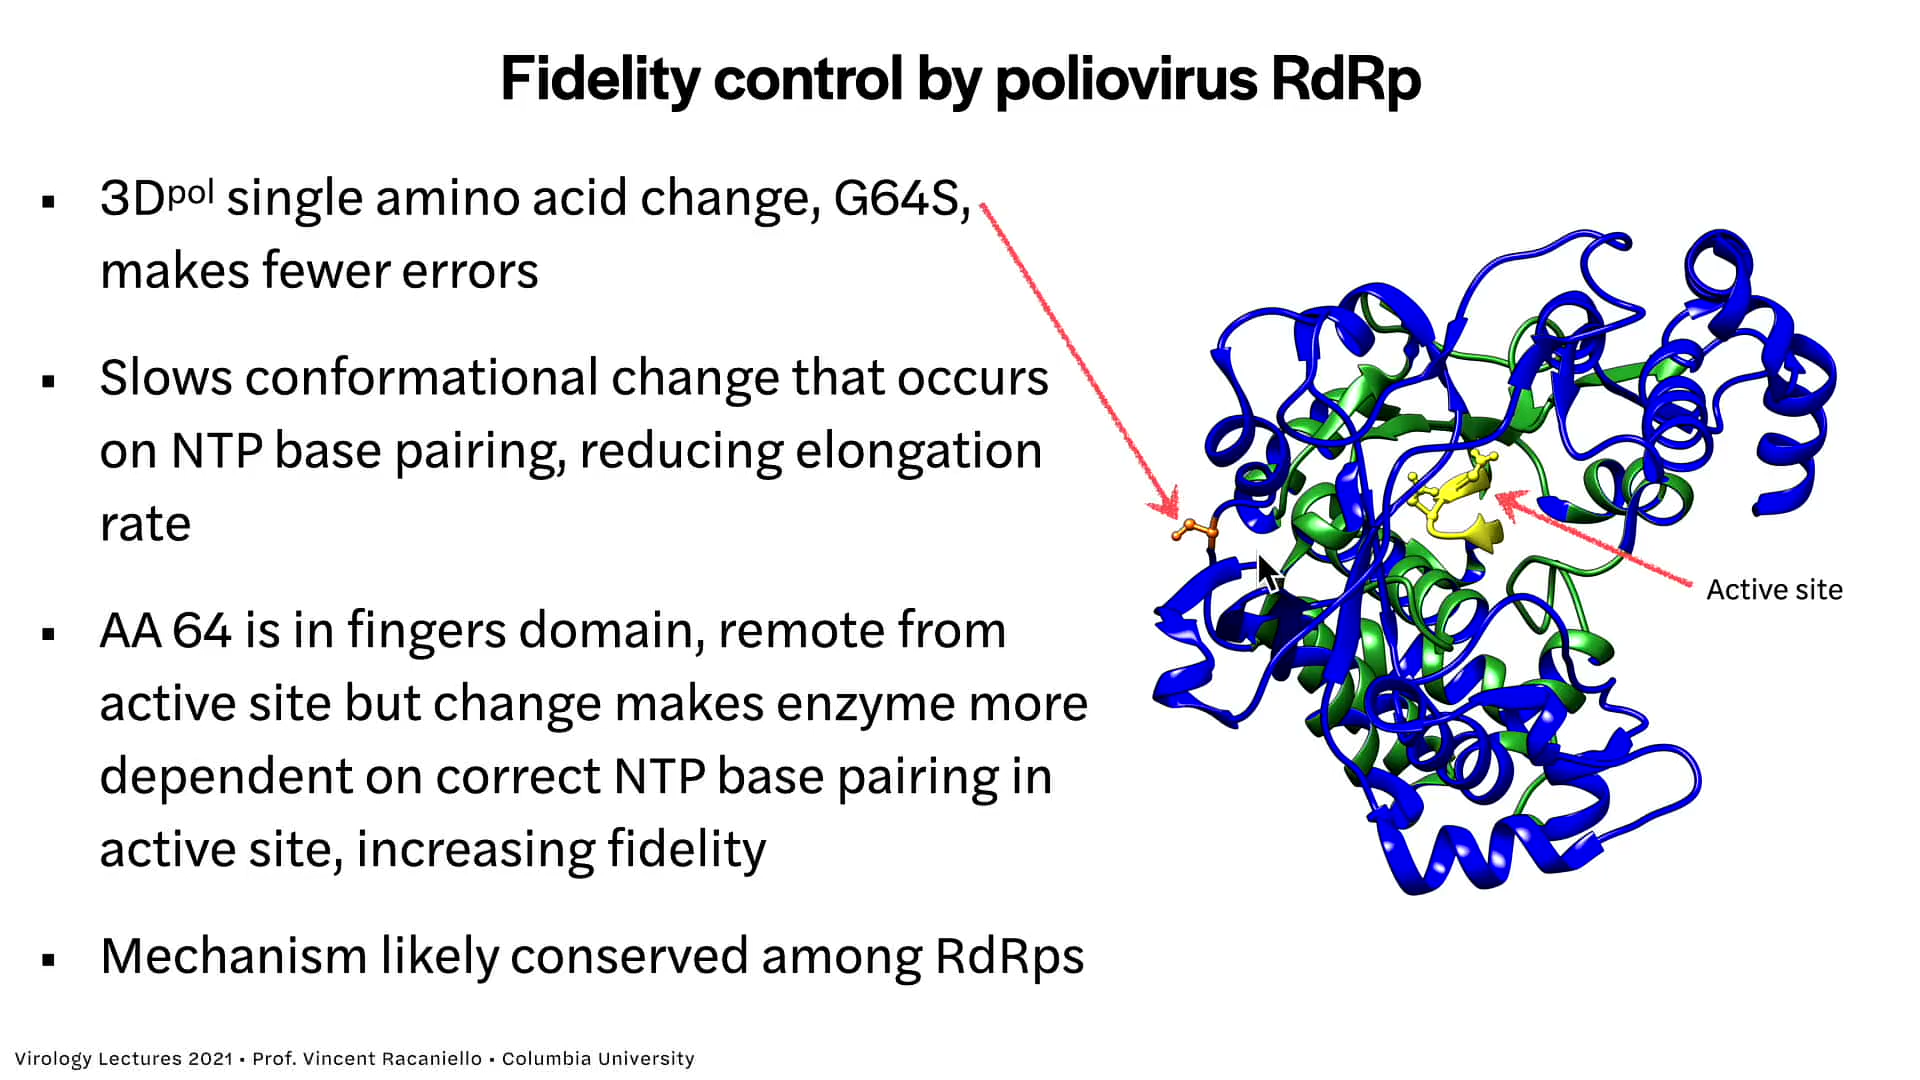 Fidelity control by poliovirus RdRp
▪ 3Dpol single amino acid change, G64S,
makes fewer errors
▪ Slows conformational change that occurs
on NTP base pairing, reducing elongation
rate
▪ AA 64 is in fingers domain, remote from
active site but change makes enzyme more
dependent on correct NTP base pairing in
active site, increasing fidelity
▪ Mechanism likely conserved among RdRps
Active site
Virology Lectures 2021 • Prof. Vincent Racaniello • Columbia University